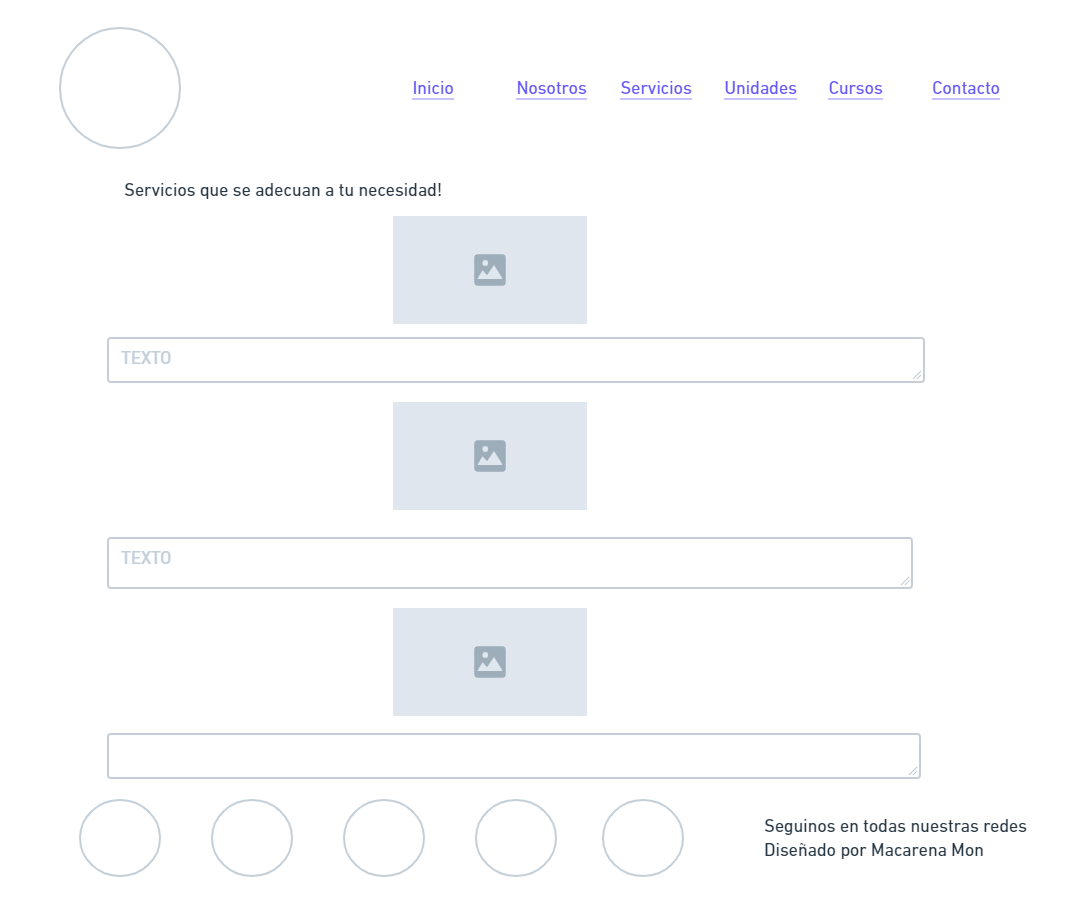 Inicio Nosotros Servicios Unidades Cursos Contacto
Servicios que se adecuan a tu necesidad!
TEXTO
TEXTO
Seguinos en todas nuestras redes
Diseñado por Macarena Mon